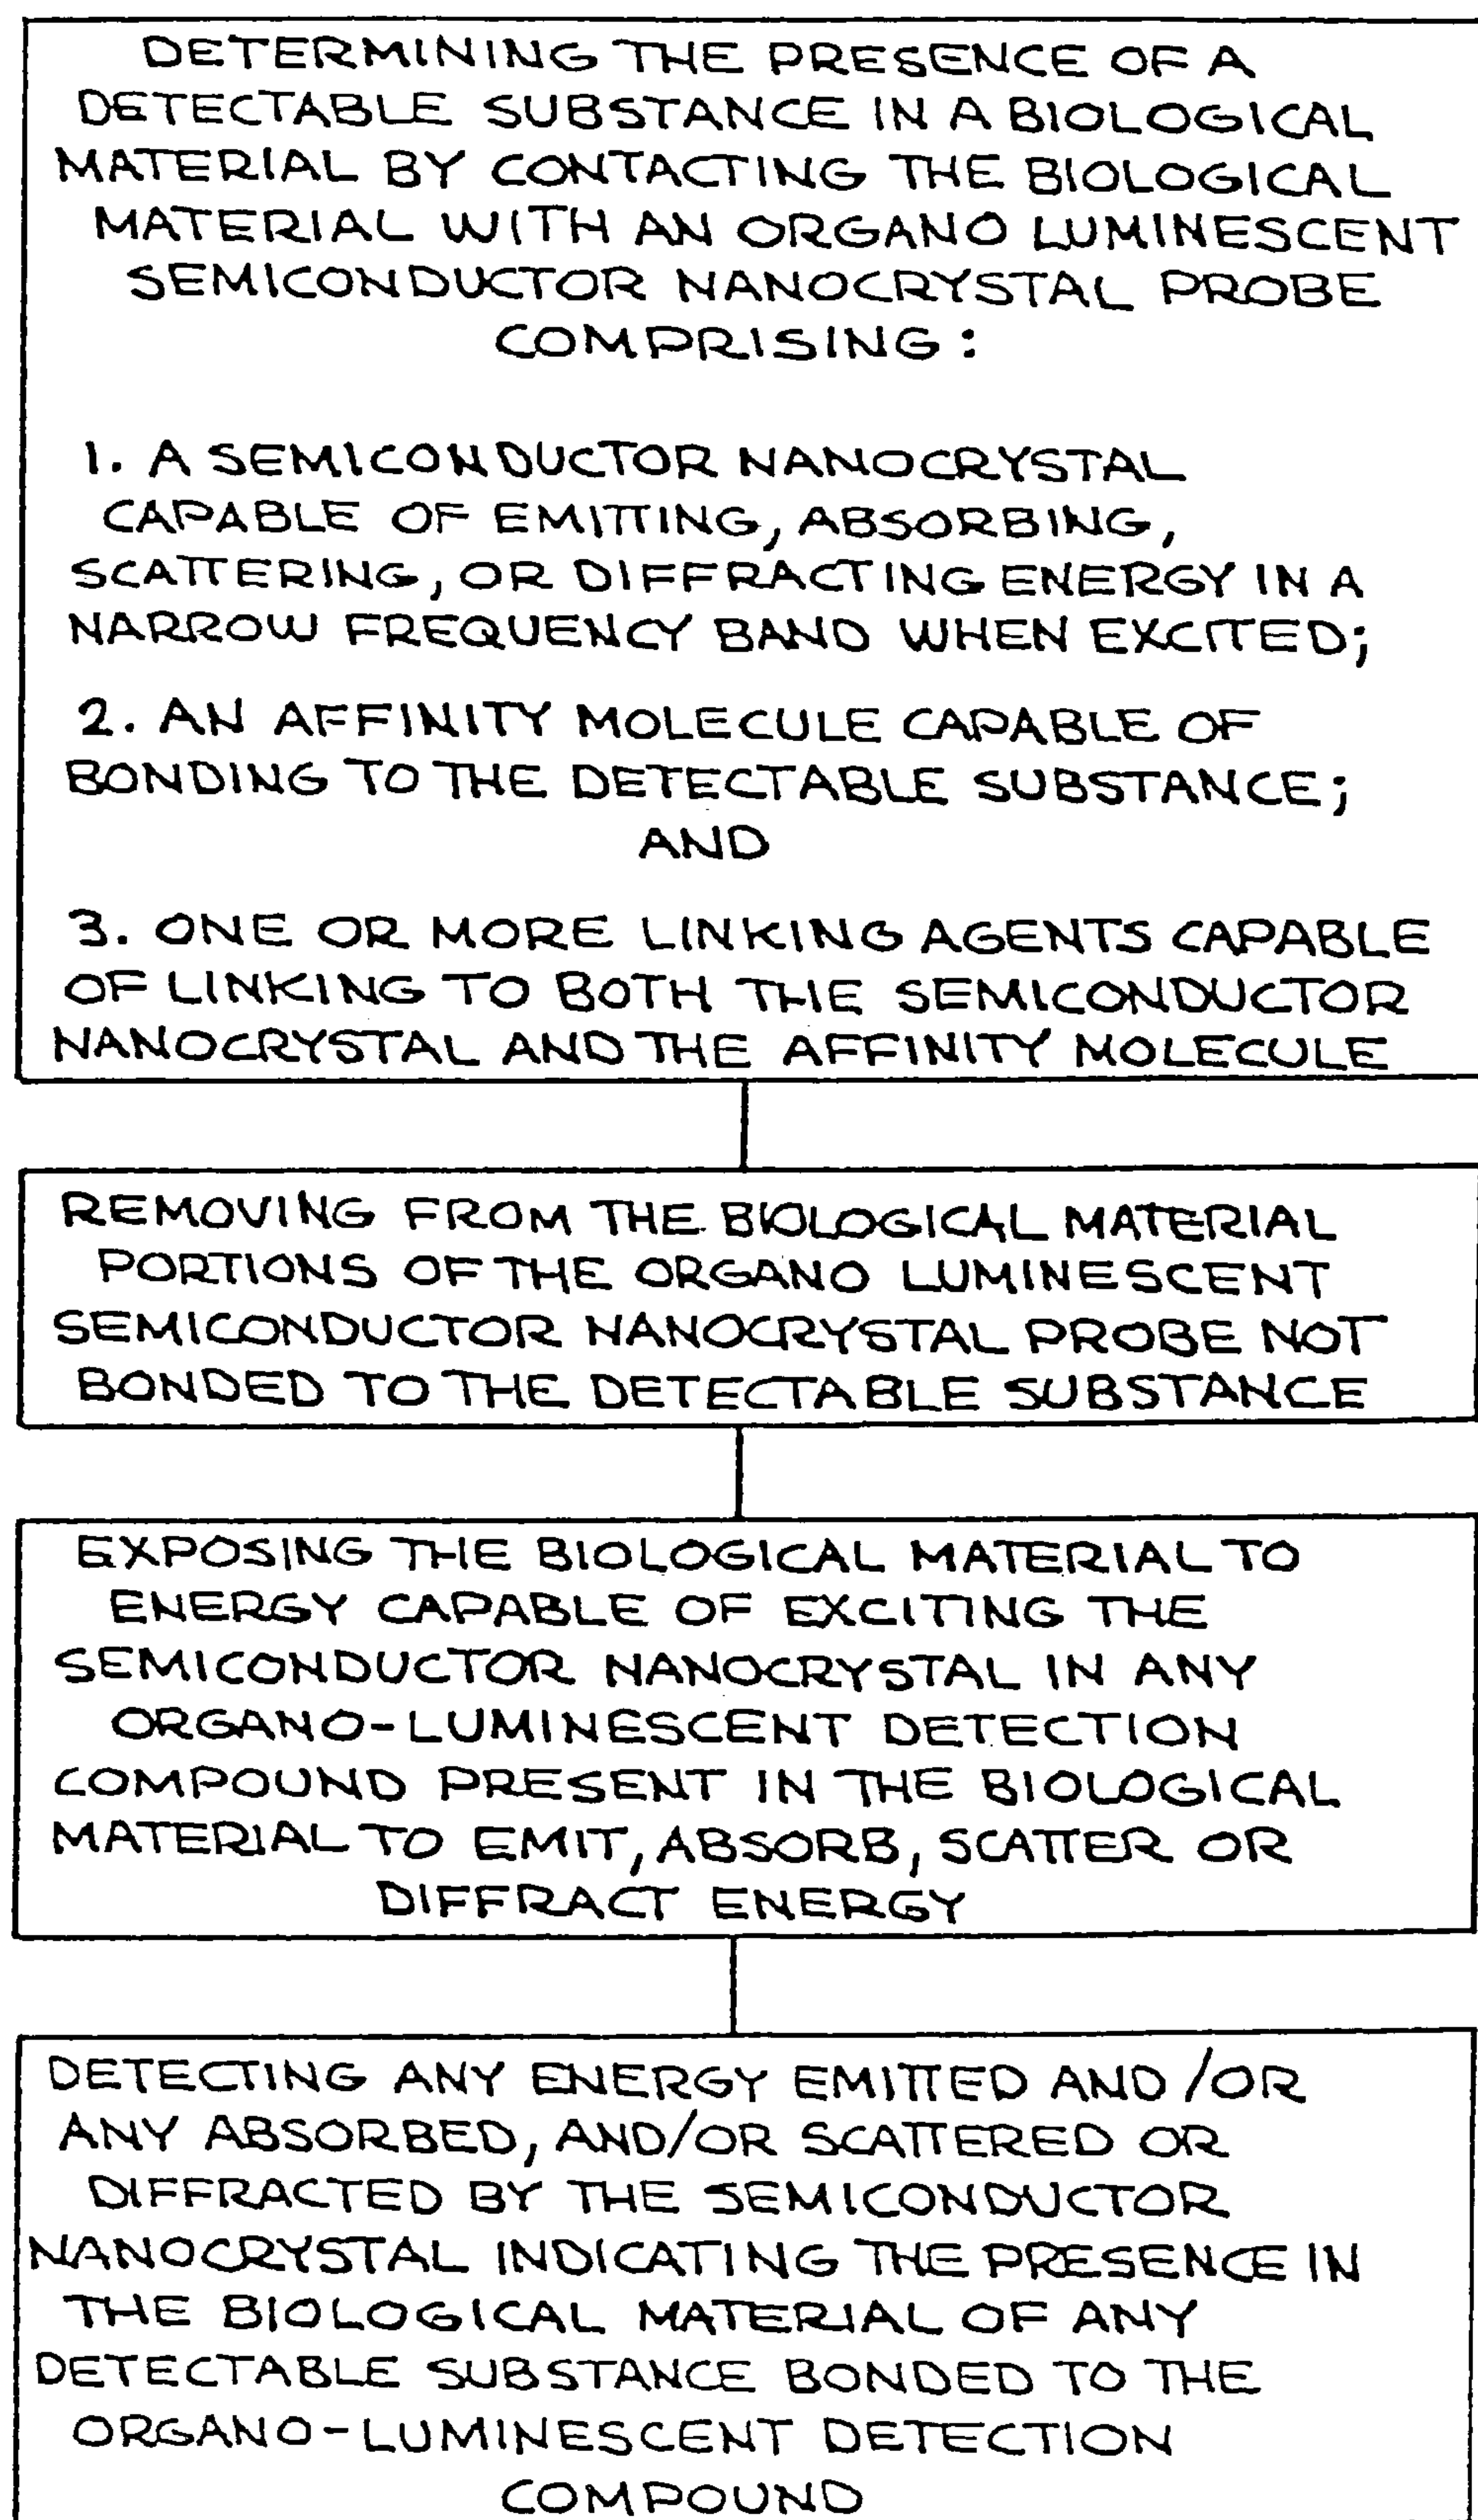 DETERMINING THE PRESENCE OF A
DETECTABLE SUBSTANCE IN A BIOLOGICAL
MATERIAL BY CONTACTING THE BIOLOGICAL
MATERIAL WITH AN ORGANO LUMINESCENT
SEMICONDUCTOR NANOCRYSTAL PROBE
COMPRISING :
1. A SEMICONDUCTOR NANOCRYSTAL
CAPABLE OF EMITTING, ABSORBING,
SCATTERING, OR DIFFRACTING ENERGY IN A
NARROW FREQUENCY BAND WHEN EXCITED;
2. AN AFFINITY MOLECULE CAPABLE OF
BONDING TO THE DETECTABLE SUBSTANCE;
AND
3. ONE OR MORE LINKING AGENTS CAPABLE
OF LINKING TO BOTH THE SEMICONDUCTOR
NANOCRYSTAL AND THE AFFINITY MOLECULE
REMOVING FROM THE BIOLOGICAL MATERIAL
PORTIONS OF THE ORGANO LUMINESCENT
SEMICONDUCTOR NANOCRYSTAL PROBE NOT
BONDED TO THE DETECTABLE SUBSTANCE
EXPOSING THE BIOLOGICAL MATERIAL TO
ENERGY CAPABLE OF EXCITING THE
SEMICONDUCTOR NANOCRYSTAL IN ANY
ORGANO-LUMINESCENT DETECTION
COMPOUND PRESENT IN THE BIOLOGICAL
MATERIAL TO EMIT, ABSORB, SCATTER OR
DIFFRACT ENERGY
DETECTING ANY ENERGY EMITTED AND/OR
ANY ABSORBED, AND/OR SCATTERED OR
DIFFRACTED BY THE SEMICONDUCTOR
NANOCRYSTAL INDICATING THE PRESENCE IN
THE BIOLOGICAL MATERIAL OF ANY
DETECTABLE SUBSTANCE BONDED TO THE
ORGANO-LUMINESCENT DETECTION
COMPOUND